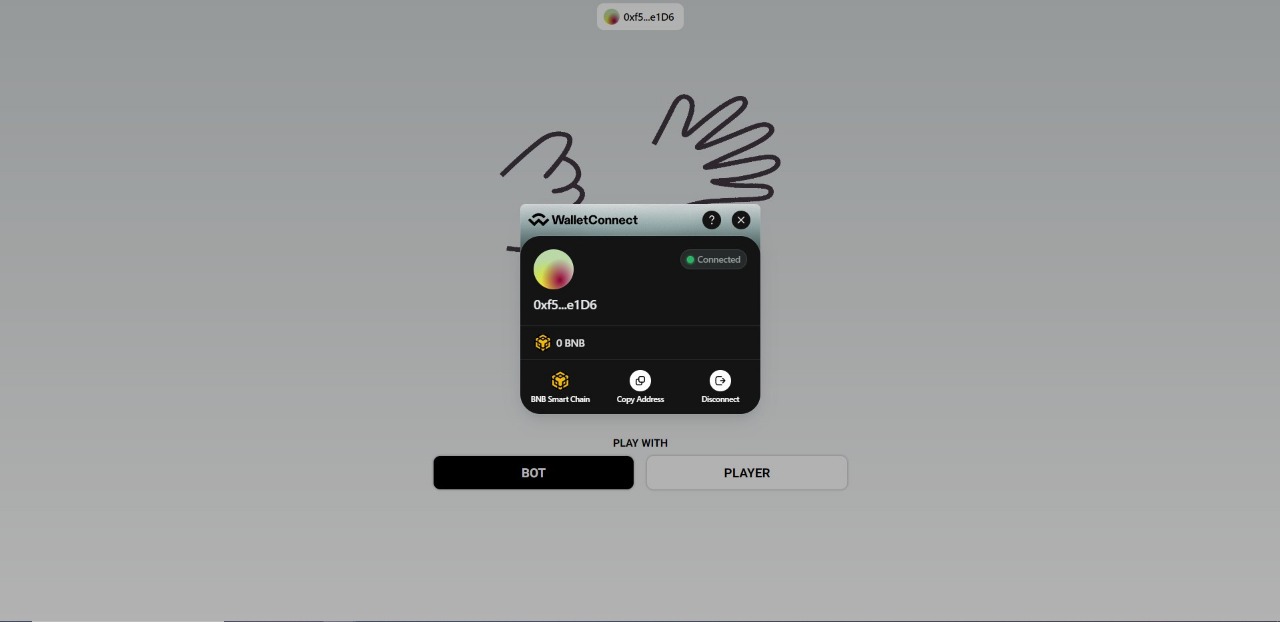 0xf5...e1D6
WalletConnect
?
Connected
0xf5...e1D6
0 BNB
BNB Smart Chain
Copy Address
Disconnect
PLAY WITH
BOT
PLAYER